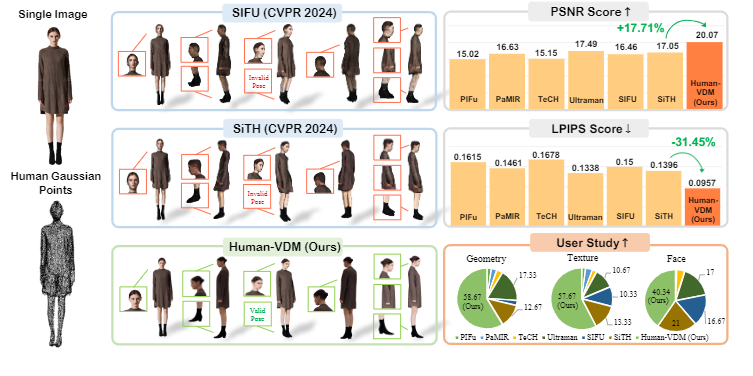 Single Image
Human Gaussian
Points
SIFU (CVPR 2024)
Invalid
Pose
SiTH (CVPR 2024)
Invalid
Pose
Human-VDM (Ours)
Valid
Pose
PSNR Score↑
+17.71%
15.02
16.63
15.15
17.49
16.46
17.05
20.07
PIFu
PaMIR
TeCH
Ultraman
SIFU
SiTH
Human-
VDM
(Ours)
LPIPS Score↓
-31.45%
0.1615
0.1461
0.1678
0.1338
0.15
0.1396
0.0957
PIFu
PaMIR
TeCH
Ultraman
SIFU
SiTH
Human-
VDM
(Ours)
User Study↑
Geometry
Texture
Face
58.67
(Ours)
17.33
12.67
57.67
(Ours)
10.67
10.33
13.33
40.34
(Ours)
17
16.67
21
PIFu PaMIR TeCH Ultraman SIFU SiTH Human-VDM (Ours)